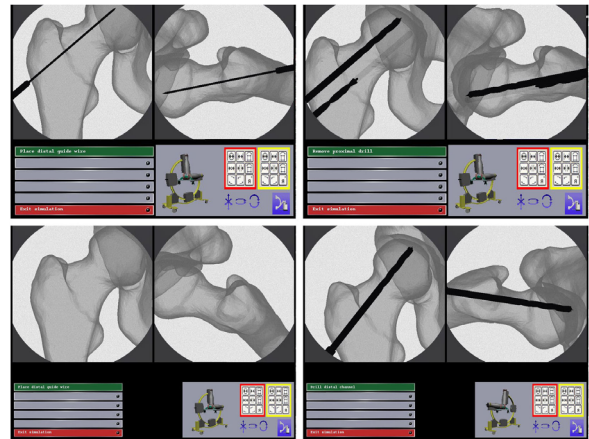 Place distal guide wire
Exit simulation
Remove proximal drill
Exit simulation
Place distal guide wire
Exit simulation
Drill distal channel
Exit simulation